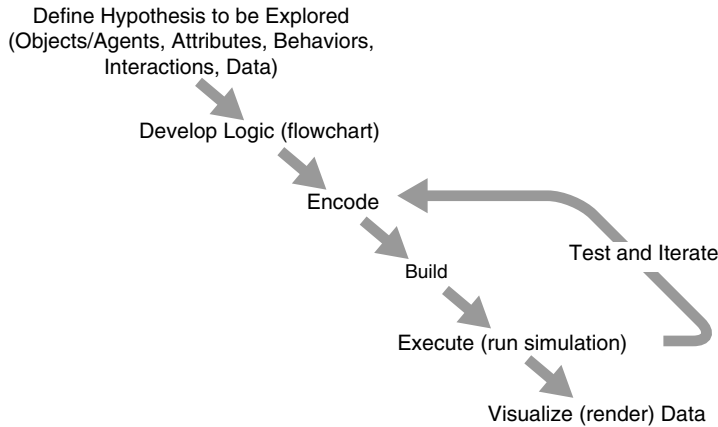 Define Hypothesis to be Explored
(Objects/Agents, Attributes, Behaviors,
Interactions, Data)
Develop Logic (flowchart)
Encode
Test and Iterate
Build
Execute (run simulation)
Visualize (render) Data